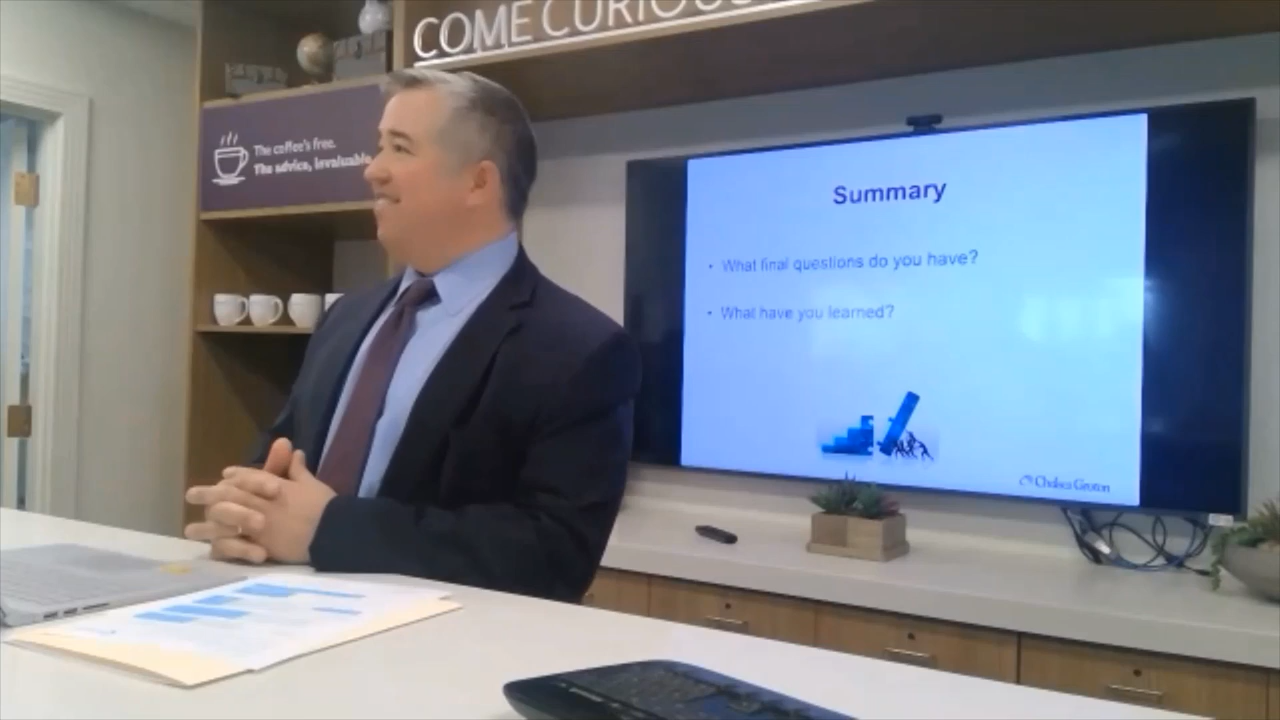 COME CURIOUS
The coffee's free.
The advice, invaluable
Summary
• What final questions do you have?
• What have you learned?
Chelsea Groton